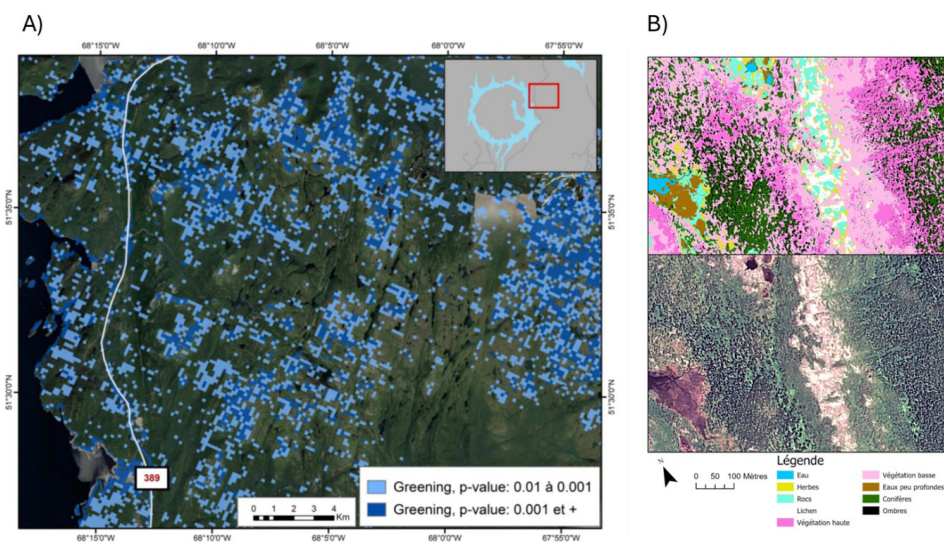 A)
B)
68°15'0"W 68°10'0"W 68°5'0"W 68°0'0"W 67°55'0"W
51°35'0"N
51°35'0"N
51°30'0"N
51°30'0"N
389
Greening, p-value: 0.01 à 0.001
Greening, p-value: 0.001 et +
0 1 2 3 4
Km
68°15'0"W 68°10'0"W 68°5'0"W 68°0'0"W 67°55'0"W
N
0 50 100 Mètres
Légende
Eau
Herbes
Rocs
Lichen
Végétation haute
Végétation basse
Eaux peu profondes
Conifères
Ombres